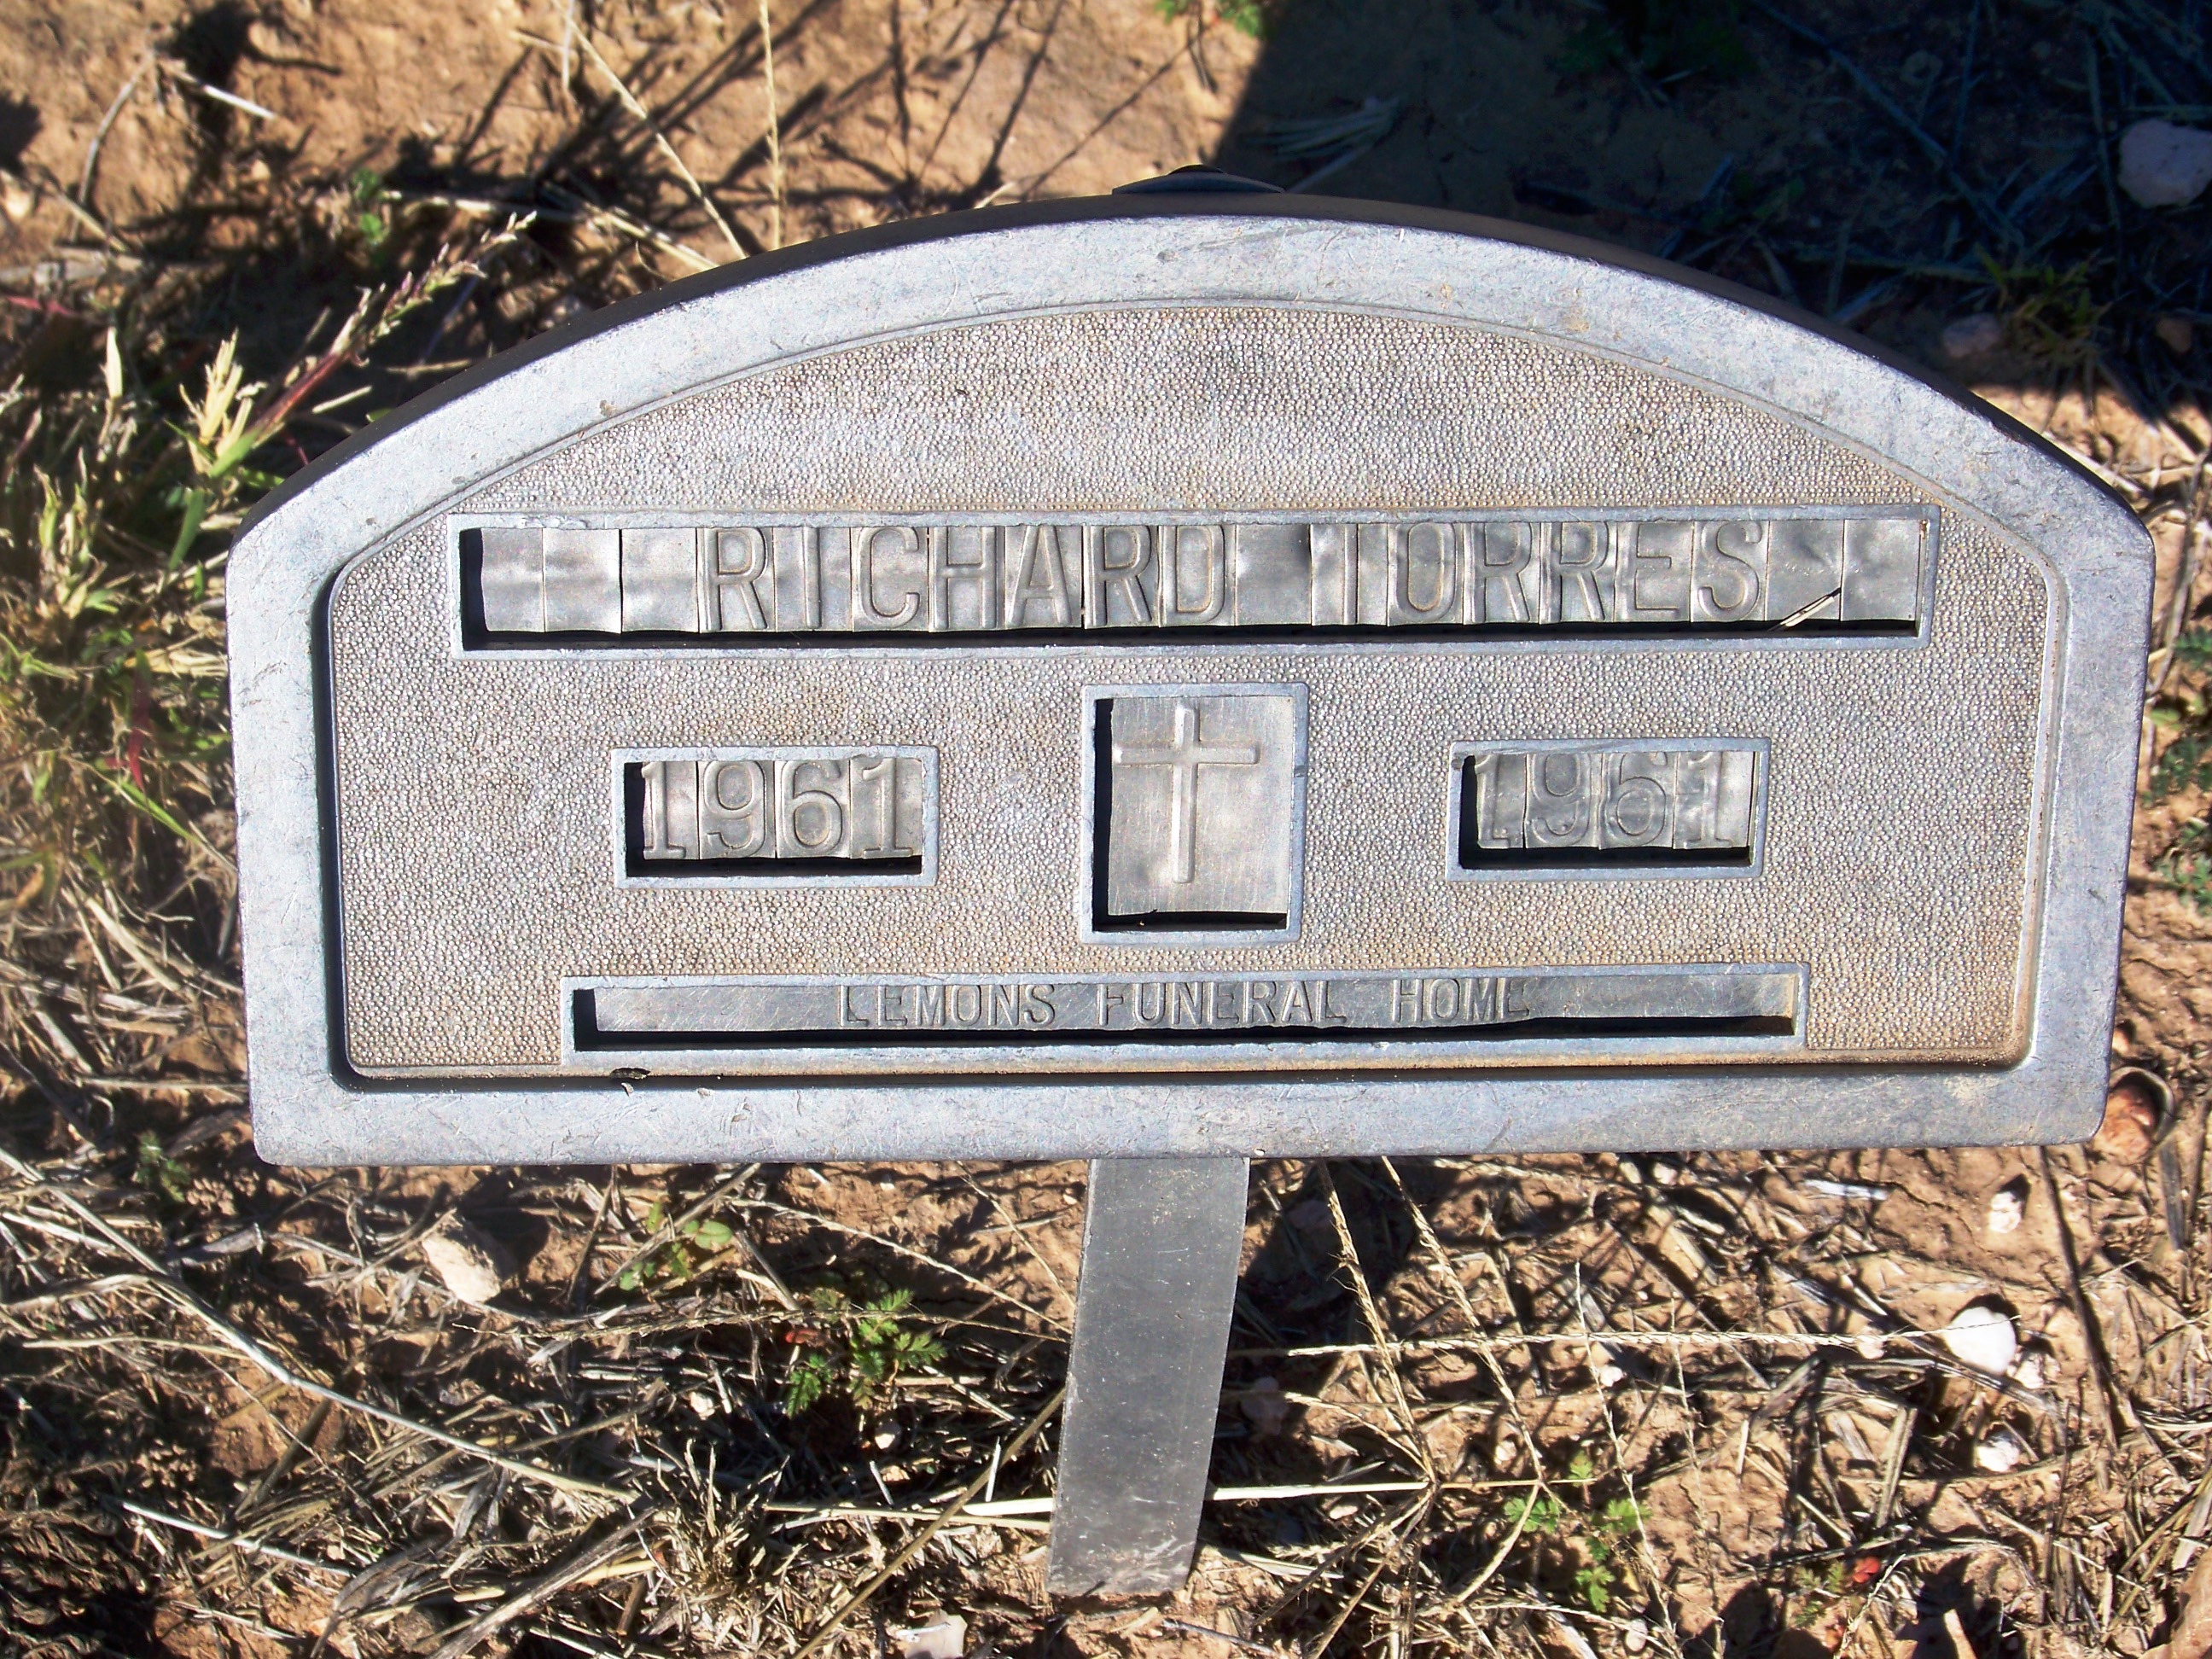 RICHARD TORRES
1961 1961
LEMONS FUNERAL HOME